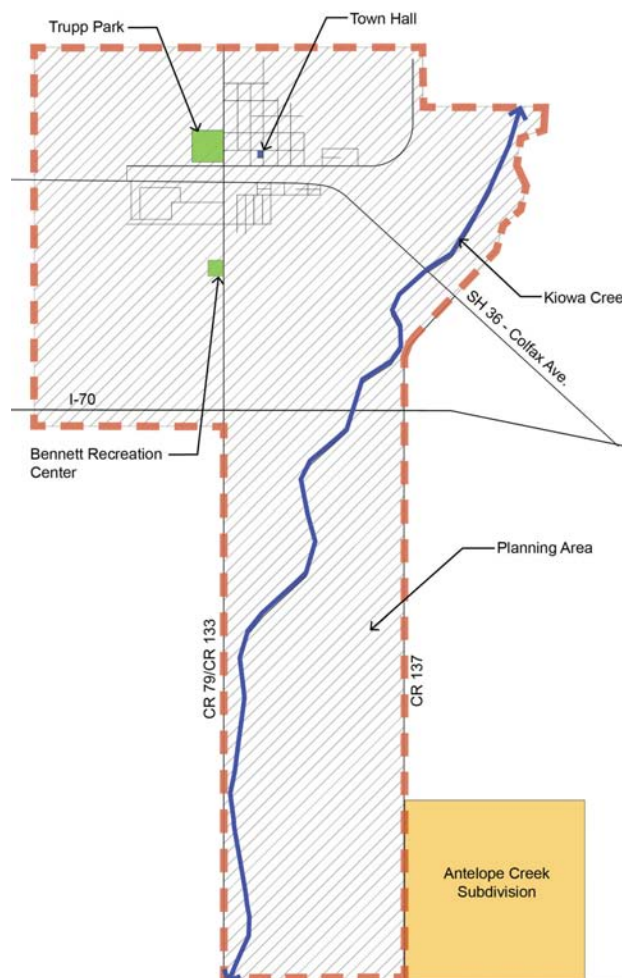 Trupp Park
Town Hall
Kiowa Cree
SH 36 - Colfax Ave.
I-70
Bennett Recreation
Center
Planning Area
CR 79/CR 133
CR 137
Antelope Creek
Subdivision